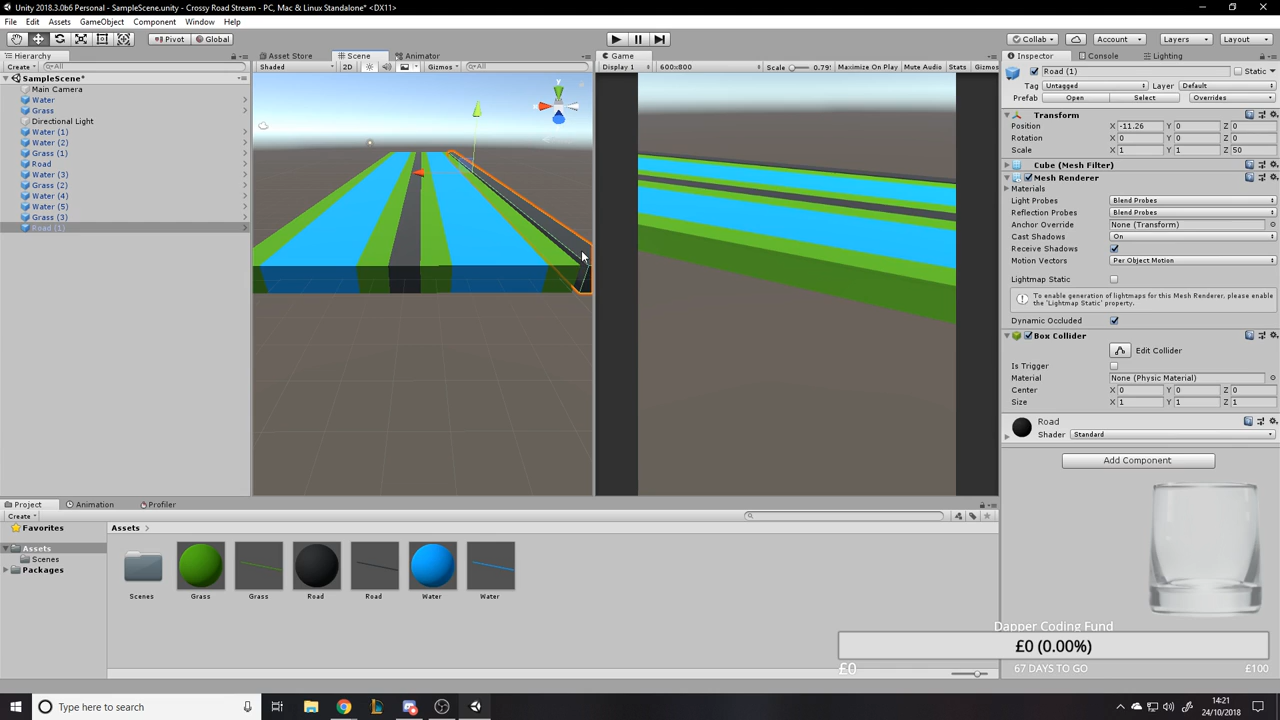 Unity 2018.3.0b6 Personal - SampleScene.unity - Crossy Road Stream - PC, Mac & Linux Standalone* <DX11>
File Edit Assets GameObject Component Window Help
Pivot Global Collab Account Layers Layout
Hierarchy Asset Store Scene Animator Game Inspector Console Lighting
Create All Shaded 2D Gizmos All Display 1 600x800 Scale 0.79: Maximize On Play Mute Audio Stats Gizmos
SampleScene*
Main Camera
Water
Grass
Directional Light
Water (1)
Water (2)
Grass (1)
Road
Water (3)
Grass (2)
Water (4)
Water (5)
Grass (3)
Road (1)
y
x
Road (1) Static
Tag Untagged Layer Default
Prefab Open Select Overrides
Transform
Position X -11.26 Y 0 Z 0
Rotation X 0 Y 0 Z 0
Scale X 1 Y 1 Z 50
Cube (Mesh Filter)
Mesh Renderer
Materials
Light Probes Blend Probes
Reflection Probes Blend Probes
Anchor Override None (Transform)
Cast Shadows On
Receive Shadows
Motion Vectors Per Object Motion
Lightmap Static
To enable generation of lightmaps for this Mesh Renderer, please enable the 'Lightmap Static' property.
Dynamic Occluded
Box Collider
Edit Collider
Is Trigger
Material None (Physic Material)
Center X 0 Y 0 Z 0
Size X 1 Y 1 Z 1
Road
Shader Standard
Add Component
Project Animation Profiler
Create
Favorites
Assets
Scenes
Packages
Assets
Scenes Grass Grass Road Road Water Water
Dapper Coding Fund
£0 (0.00%)
£0 67 DAYS TO GO £100
Type here to search
14:21
24/10/2018